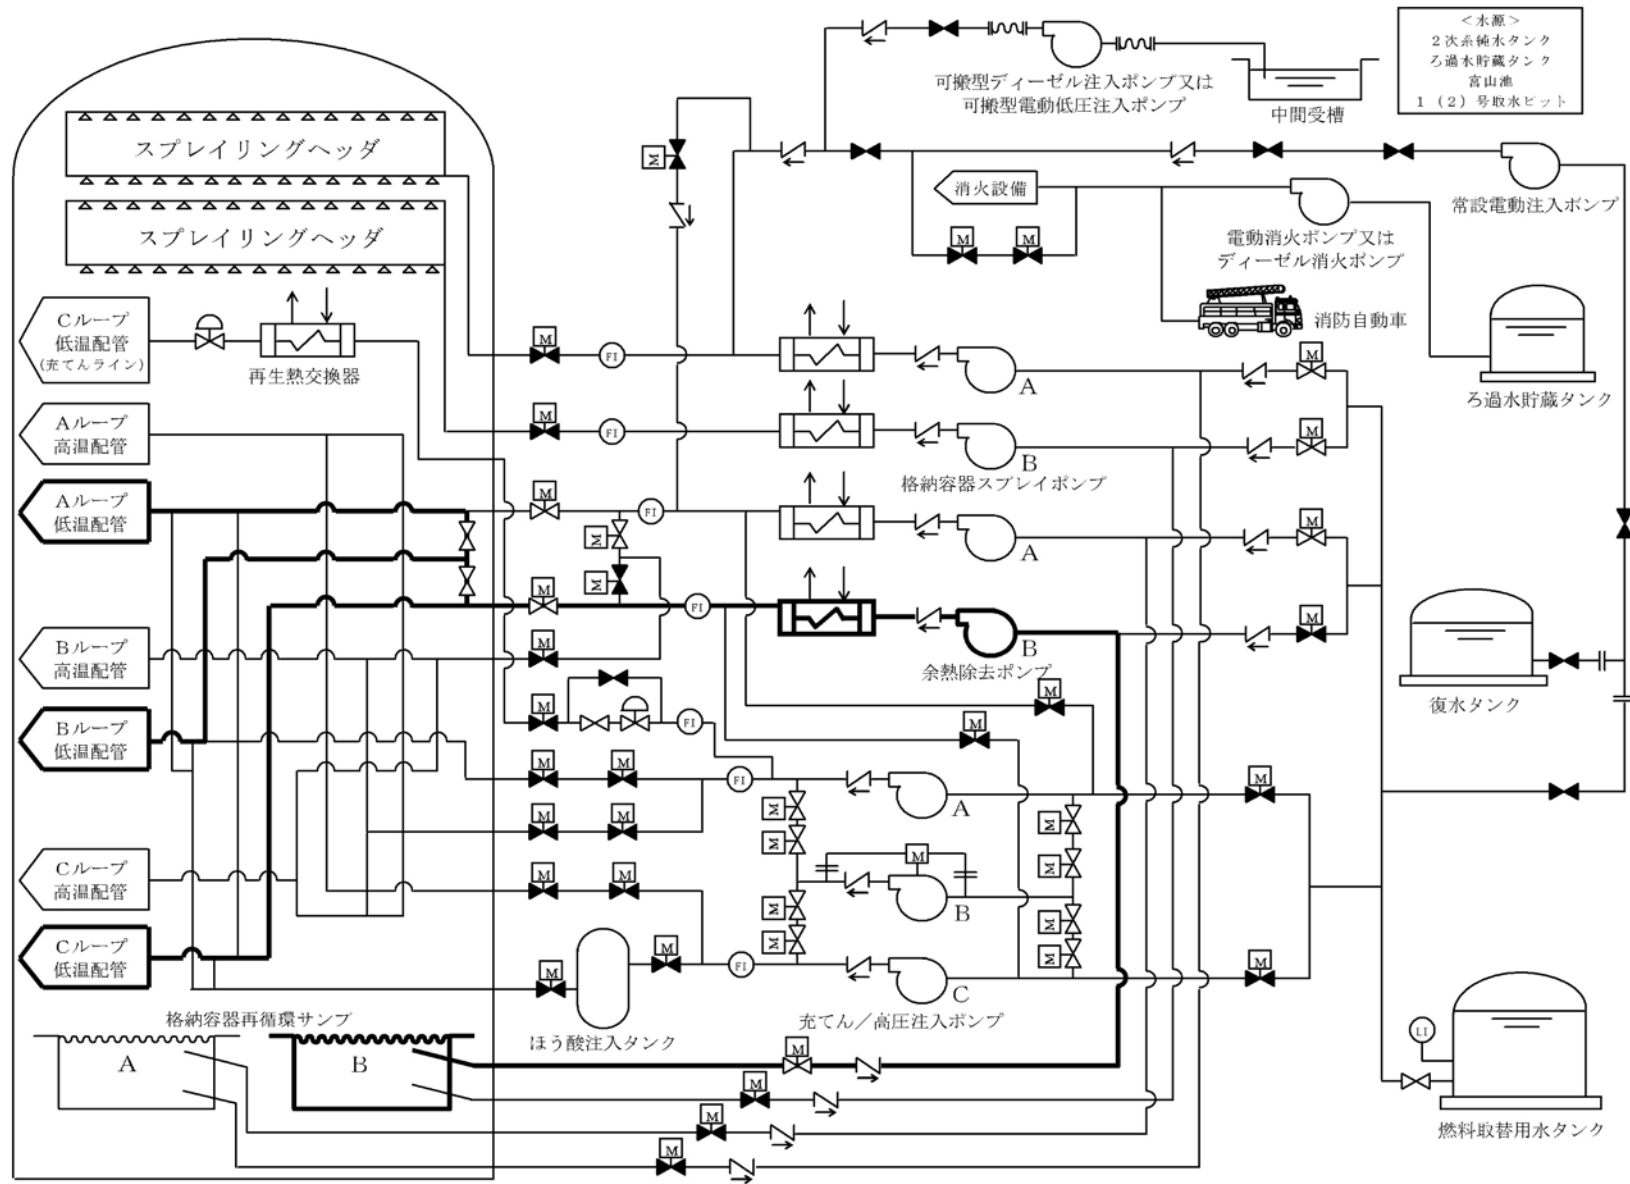 <水源>
2次系純水タンク
ろ過水貯蔵タンク
宮山池
1（2）号取水ピット
可搬型ディーゼル注入ポンプ又は
可搬型電動低圧注入ポンプ
中間受槽
スプレイリングヘッダ
M
消火設備
常設電動注入ポンプ
スプレイリングヘッダ
M
M
電動消火ポンプ又は
ディーゼル消火ポンプ
消防自動車
Cループ
低温配管
(充てんライン)
再生熱交換器
M
FI
A
M
ろ過水貯蔵タンク
Aループ
高温配管
M
FI
B
M
格納容器スプレイポンプ
Aループ
低温配管
M
FI
M
A
M
M
M
FI
B
M
余熱除去ポンプ
Bループ
高温配管
M
M
復水タンク
Bループ
低温配管
M
FI
M
M
M
FI
A
M
M
M
M
M
M
M
M
B
Cループ
高温配管
M
M
M
M
M
M
Cループ
低温配管
M
M
FI
C
M
充てん／高圧注入ポンプ
ほう酸注入タンク
格納容器再循環サンプ
A
B
M
M
M
M
LI
燃料取替用水タンク